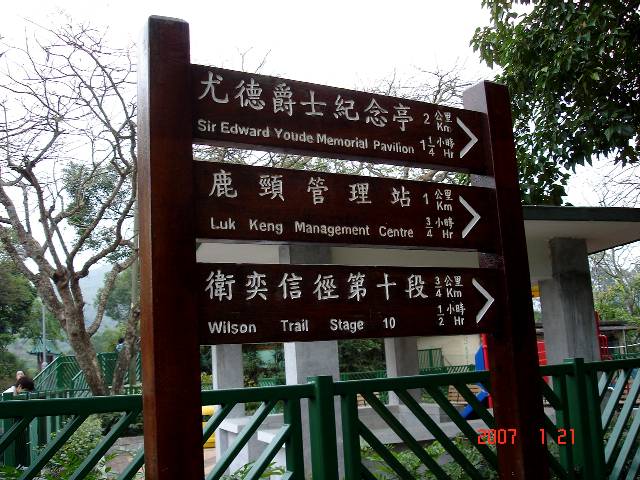 尤德爵士紀念亭 2 公里 Km
Sir Edward Youde Memorial Pavilion 1 1/4 小時 Hr
鹿頸管理站 1 公里 Km
Luk Keng Management Centre 3/4 小時 Hr
衛奕信徑第十段 3/4 公里 Km
Wilson Trail Stage 10 1/2 小時 Hr
2007 1 21